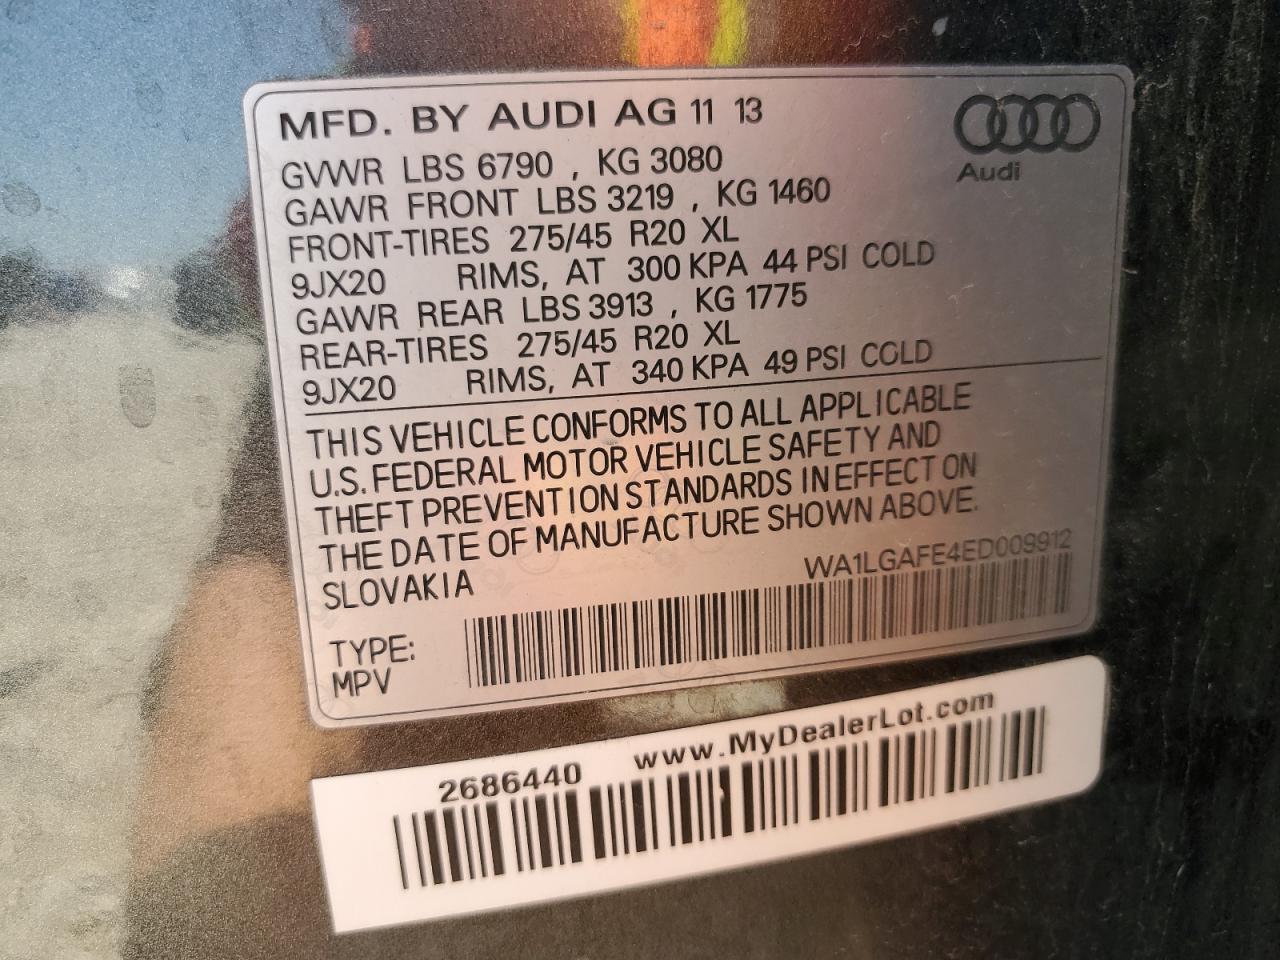 MFD. BY AUDI AG 11 13
Audi
GVWR LBS 6790 , KG 3080
GAWR FRONT LBS 3219 , KG 1460
FRONT-TIRES 275/45 R20 XL
9JX20 RIMS, AT 300 KPA 44 PSI COLD
GAWR REAR LBS 3913 , KG 1775
REAR-TIRES 275/45 R20 XL
9JX20 RIMS, AT 340 KPA 49 PSI COLD
THIS VEHICLE CONFORMS TO ALL APPLICABLE
U.S. FEDERAL MOTOR VEHICLE SAFETY AND
THEFT PREVENTION STANDARDS IN EFFECT ON
THE DATE OF MANUFACTURE SHOWN ABOVE.
SLOVAKIA WA1LGAFE4ED009912
TYPE:
MPV
2686440 www.MyDealerLot.com